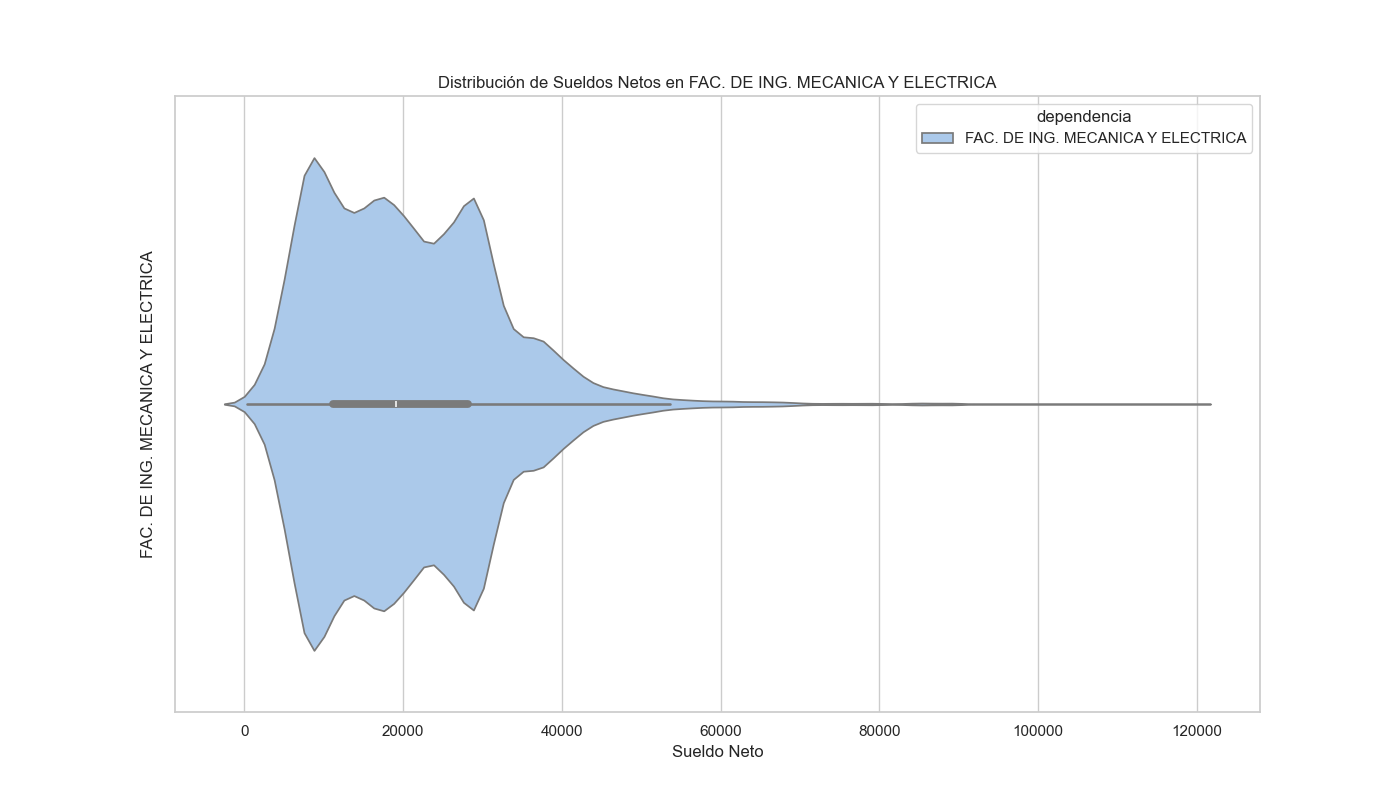 Distribución de Sueldos Netos en FAC. DE ING. MECANICA Y ELECTRICA
dependencia
FAC. DE ING. MECANICA Y ELECTRICA
FAC. DE ING. MECANICA Y ELECTRICA
0 20000 40000 60000 80000 100000 120000
Sueldo Neto